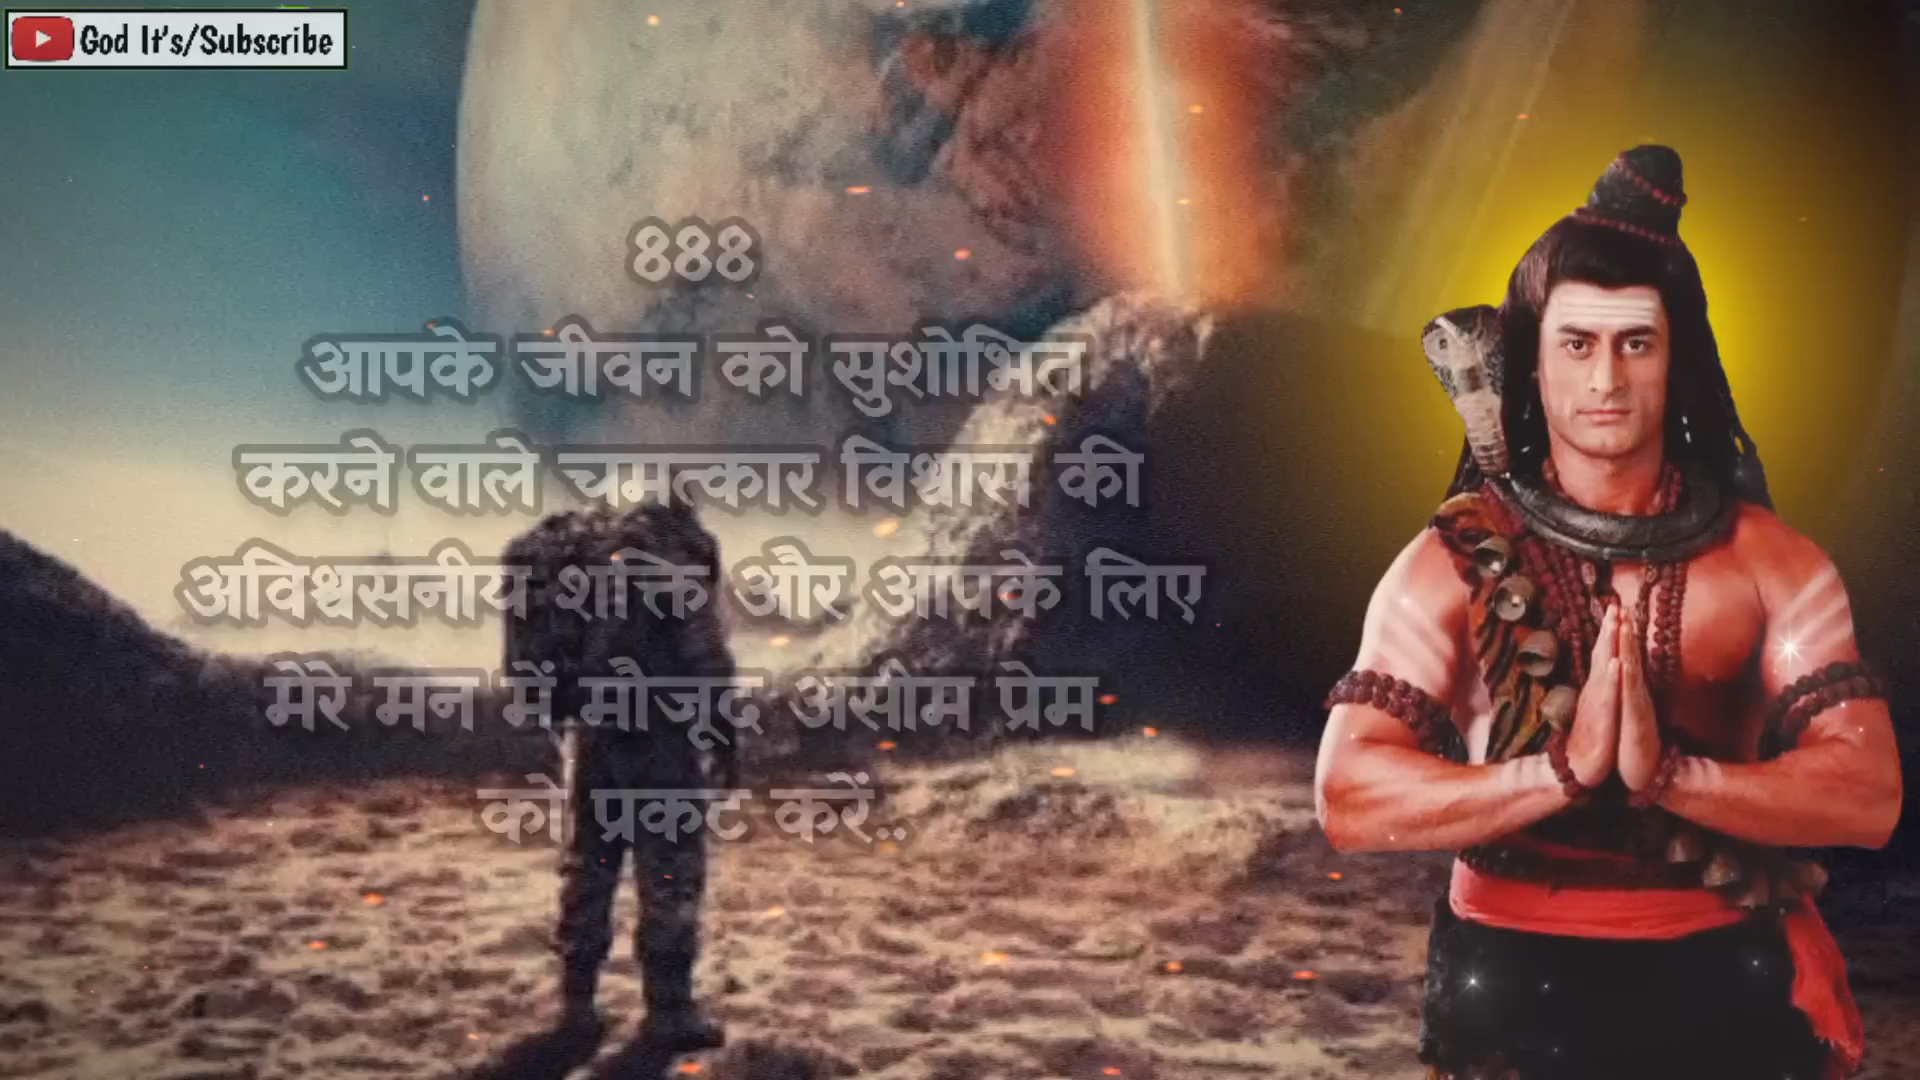 God It's/Subscribe
888
आपके जीवन को सुशोभित
करने वाले चमत्कार विश्वास की
अविश्वसनीय शक्ति और आपके लिए
मेरे मन में मौजूद असीम प्रेम
को प्रकट करें..